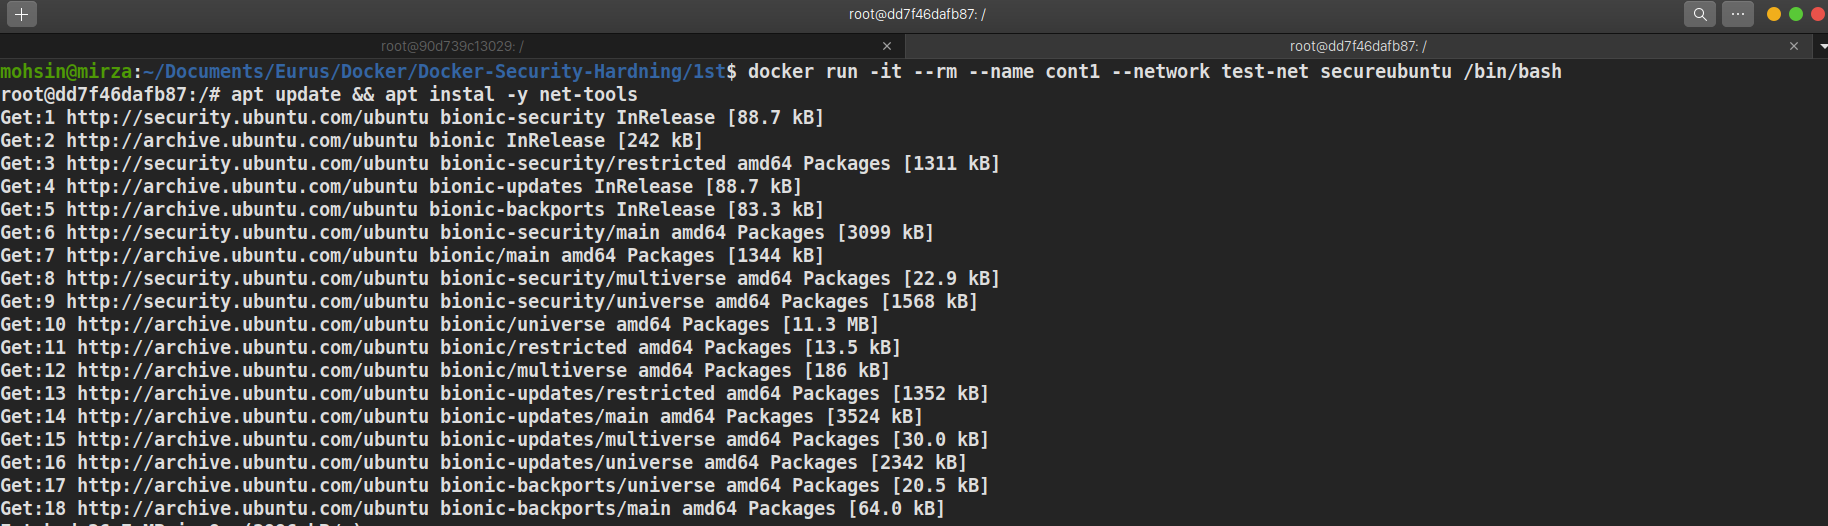 root@dd7f46dafb87: /
root@90d739c13029: /
root@dd7f46dafb87: /
mohsin@mirza:~/Documents/Eurus/Docker/Docker-Security-Hardning/1st$ docker run -it --rm --name cont1 --network test-net secureubuntu /bin/bash
root@dd7f46dafb87:/# apt update && apt instal -y net-tools
Get:1 http://security.ubuntu.com/ubuntu bionic-security InRelease [88.7 kB]
Get:2 http://archive.ubuntu.com/ubuntu bionic InRelease [242 kB]
Get:3 http://security.ubuntu.com/ubuntu bionic-security/restricted amd64 Packages [1311 kB]
Get:4 http://archive.ubuntu.com/ubuntu bionic-updates InRelease [88.7 kB]
Get:5 http://archive.ubuntu.com/ubuntu bionic-backports InRelease [83.3 kB]
Get:6 http://security.ubuntu.com/ubuntu bionic-security/main amd64 Packages [3099 kB]
Get:7 http://archive.ubuntu.com/ubuntu bionic/main amd64 Packages [1344 kB]
Get:8 http://security.ubuntu.com/ubuntu bionic-security/multiverse amd64 Packages [22.9 kB]
Get:9 http://security.ubuntu.com/ubuntu bionic-security/universe amd64 Packages [1568 kB]
Get:10 http://archive.ubuntu.com/ubuntu bionic/universe amd64 Packages [11.3 MB]
Get:11 http://archive.ubuntu.com/ubuntu bionic/restricted amd64 Packages [13.5 kB]
Get:12 http://archive.ubuntu.com/ubuntu bionic/multiverse amd64 Packages [186 kB]
Get:13 http://archive.ubuntu.com/ubuntu bionic-updates/restricted amd64 Packages [1352 kB]
Get:14 http://archive.ubuntu.com/ubuntu bionic-updates/main amd64 Packages [3524 kB]
Get:15 http://archive.ubuntu.com/ubuntu bionic-updates/multiverse amd64 Packages [30.0 kB]
Get:16 http://archive.ubuntu.com/ubuntu bionic-updates/universe amd64 Packages [2342 kB]
Get:17 http://archive.ubuntu.com/ubuntu bionic-backports/universe amd64 Packages [20.5 kB]
Get:18 http://archive.ubuntu.com/ubuntu bionic-backports/main amd64 Packages [64.0 kB]